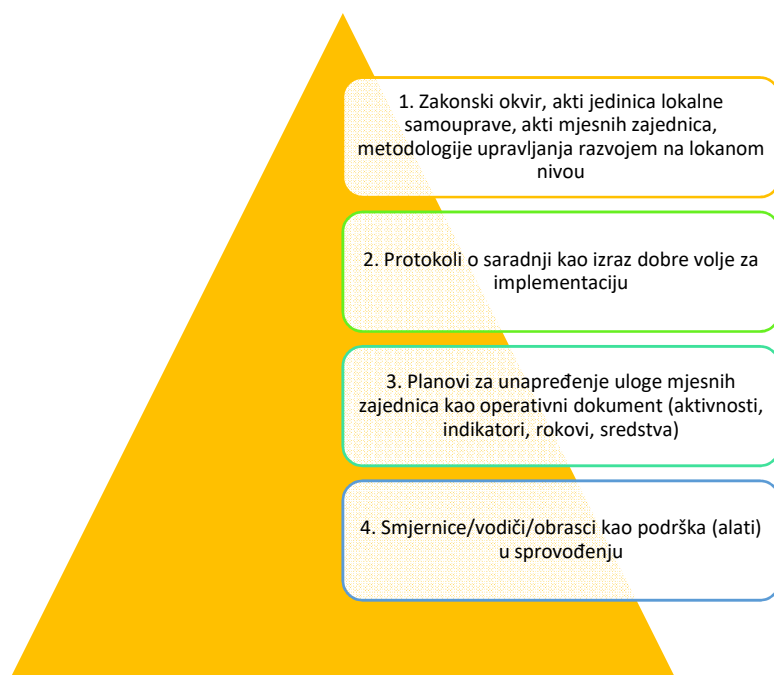 1. Zakonski okvir, akti jedinica lokalne
samouprave, akti mjesnih zajednica,
metodologije upravljanja razvojem na lokanom
nivou
2. Protokoli o saradnji kao izraz dobre volje za
implementaciju
3. Planovi za unapređenje uloge mjesnih
zajednica kao operativni dokument (aktivnosti,
indikatori, rokovi, sredstva)
4. Smjernice/vodiči/obrasci kao podrška (alati)
u sprovođenju